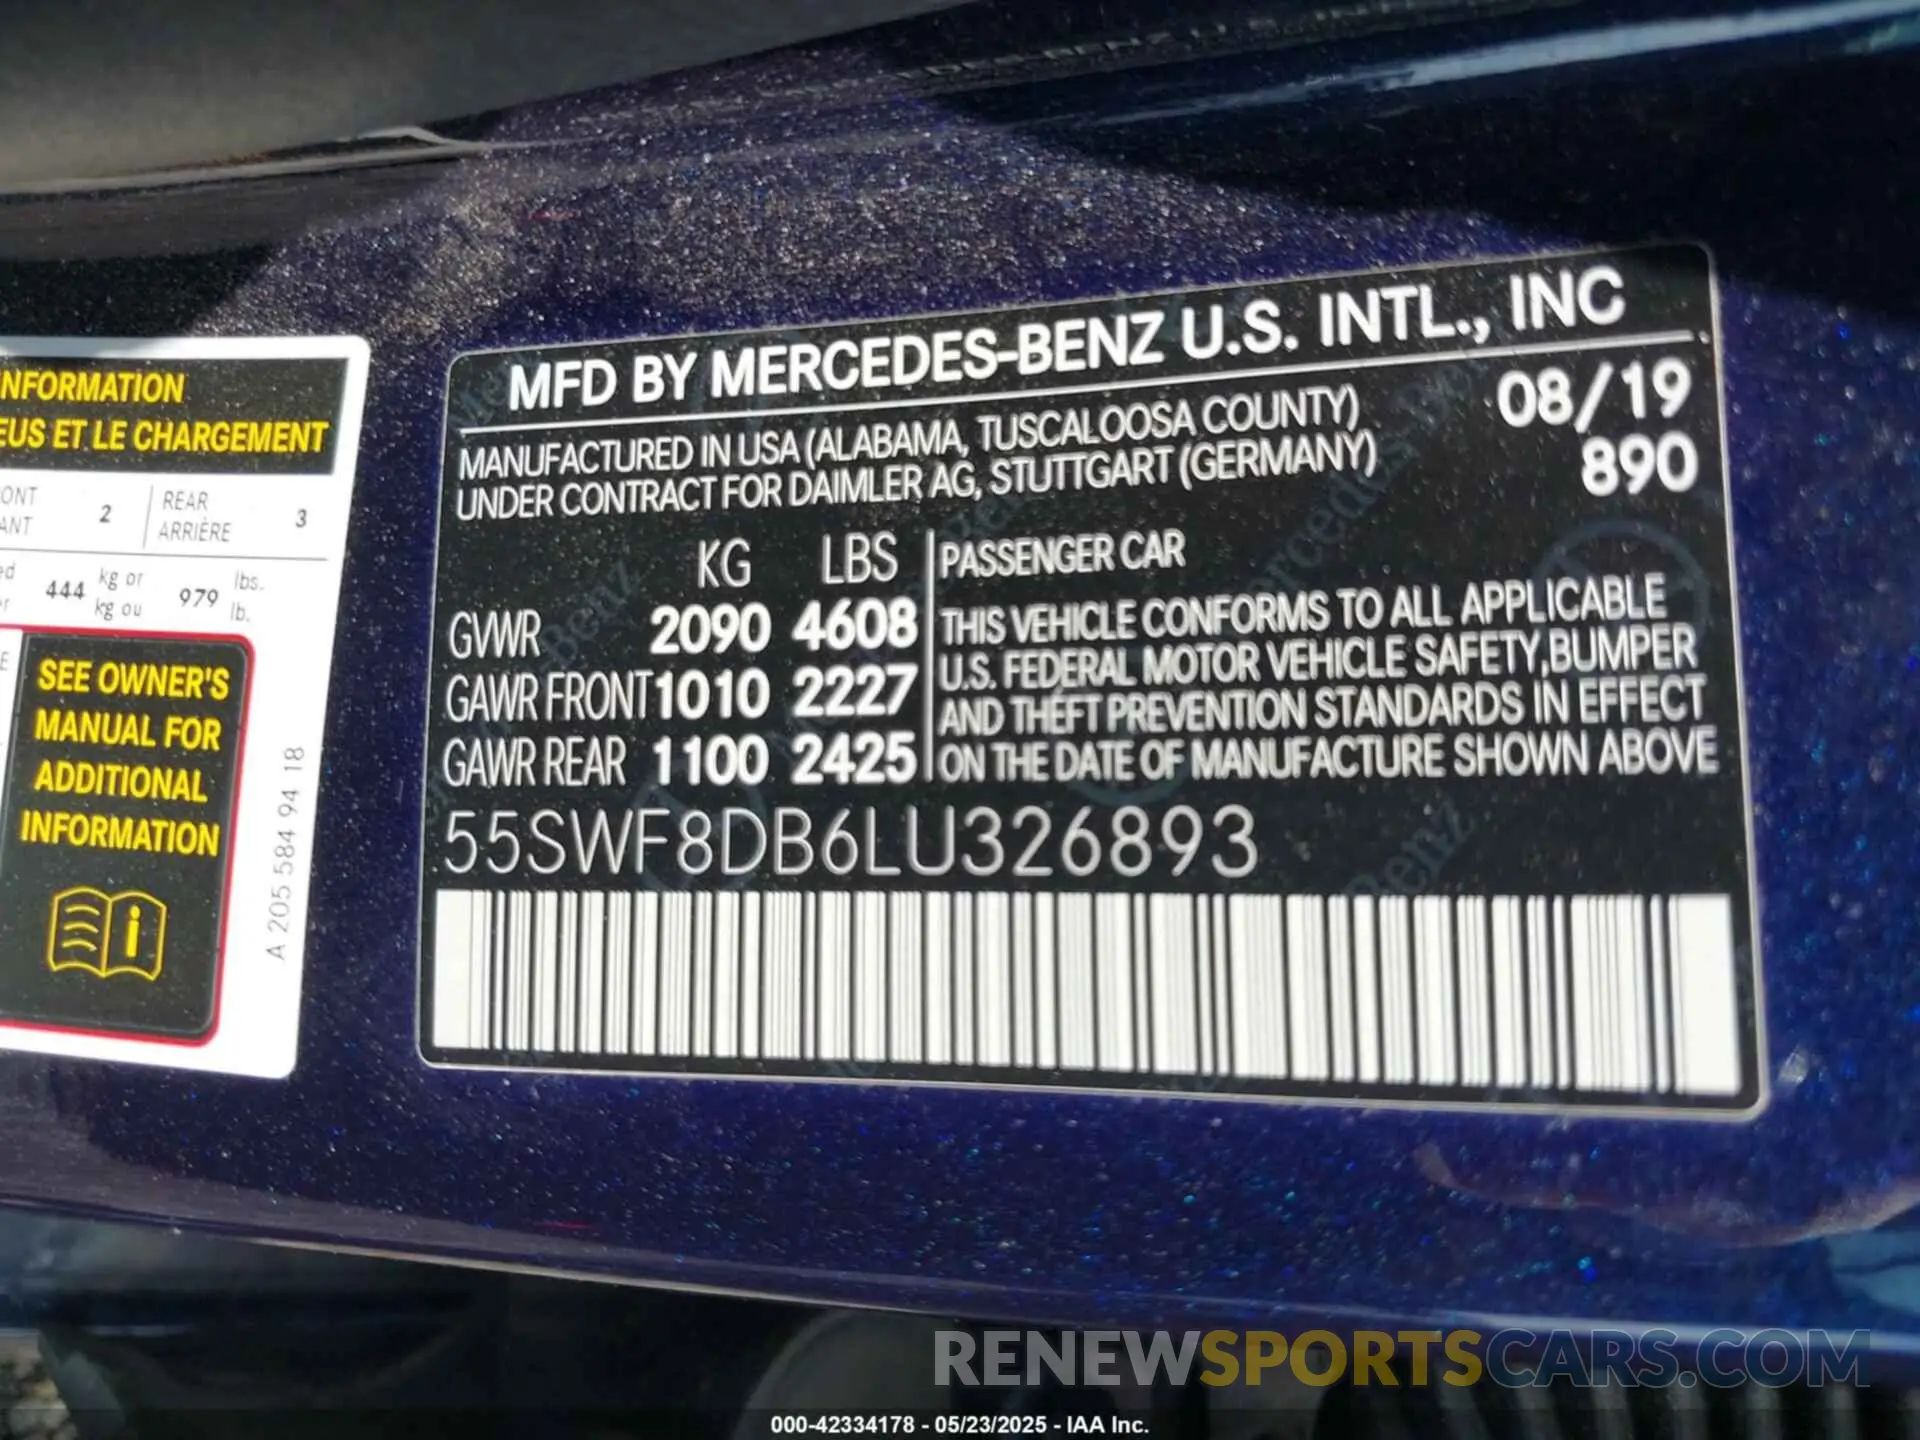 NFORMATION
EUS ET LE CHARGEMENT
ONT
ANT
2
REAR
ARRIÈRE
3
ed
er
444
kg or
kg ou
979
lbs.
lb.
E
SEE OWNER'S
MANUAL FOR
ADDITIONAL
INFORMATION
A 205 584 94 18
MFD BY MERCEDES-BENZ U.S. INTL., INC
MANUFACTURED IN USA (ALABAMA, TUSCALOOSA COUNTY)
UNDER CONTRACT FOR DAIMLER AG, STUTTGART (GERMANY)
08/19
890
KG LBS
GVWR 2090 4608
GAWR FRONT 1010 2227
GAWR REAR 1100 2425
PASSENGER CAR
THIS VEHICLE CONFORMS TO ALL APPLICABLE
U.S. FEDERAL MOTOR VEHICLE SAFETY,BUMPER
AND THEFT PREVENTION STANDARDS IN EFFECT
ON THE DATE OF MANUFACTURE SHOWN ABOVE
55SWF8DB6LU326893
RENEWSPORTSCARS.COM
000-42334178 - 05/23/2025 - IAA Inc.